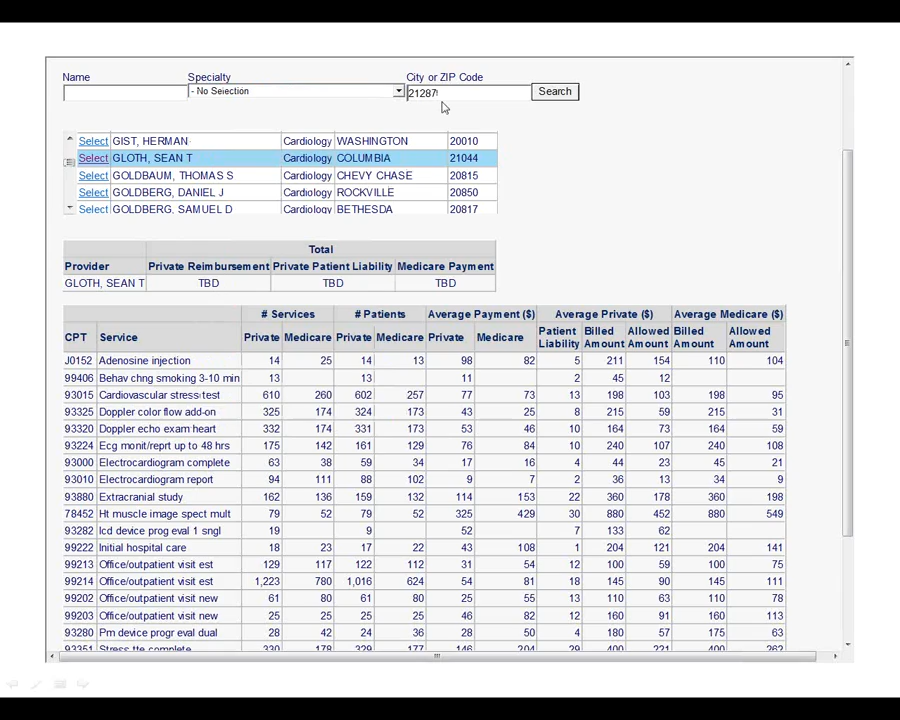 Name Specialty City or ZIP Code
- No Selection 21287 Search
Select GIST, HERMAN Cardiology WASHINGTON 20010
Select GLOTH, SEAN T Cardiology COLUMBIA 21044
Select GOLDBAUM, THOMAS S Cardiology CHEVY CHASE 20815
Select GOLDBERG, DANIEL J Cardiology ROCKVILLE 20850
Select GOLDBERG, SAMUEL D Cardiology BETHESDA 20817
Total
Provider Private Reimbursement Private Patient Liability Medicare Payment
GLOTH, SEAN T TBD TBD TBD
# Services # Patients Average Payment ($) Average Private ($) Average Medicare ($)
CPT Service Private Medicare Private Medicare Private Medicare Patient Liability Billed Amount Allowed Amount Billed Amount Allowed Amount
J0152 Adenosine injection 14 25 14 13 98 82 5 211 154 110 104
99406 Behav chng smoking 3-10 min 13 13 11 2 45 12
93015 Cardiovascular stress test 610 260 602 257 77 73 13 198 103 198 95
93325 Doppler color flow add-on 325 174 324 173 43 25 8 215 59 215 31
93320 Doppler echo exam heart 332 174 331 173 53 46 10 164 73 164 59
93224 Ecg monit/reprt up to 48 hrs 175 142 161 129 76 84 10 240 107 240 108
93000 Electrocardiogram complete 63 38 59 34 17 16 4 44 23 45 21
93010 Electrocardiogram report 94 111 88 102 9 7 2 36 13 34 9
93880 Extracranial study 162 136 159 132 114 153 22 360 178 360 198
78452 Ht muscle image spect mult 79 52 79 52 325 429 30 880 452 880 549
93282 Icd device prog eval 1 sngl 19 9 52 7 133 62
99222 Initial hospital care 18 23 17 22 43 108 1 204 121 204 141
99213 Office/outpatient visit est 129 117 122 112 31 54 12 100 59 100 75
99214 Office/outpatient visit est 1,223 780 1,016 624 54 81 18 145 90 145 111
99202 Office/outpatient visit new 61 80 61 80 25 55 13 110 63 110 78
99203 Office/outpatient visit new 25 25 25 25 46 82 12 160 91 160 113
93280 Pm device progr eval dual 28 42 24 36 28 50 4 180 57 175 63
93351 Stress tte complete 330 178 329 177 146 204 29 400 221 400 262